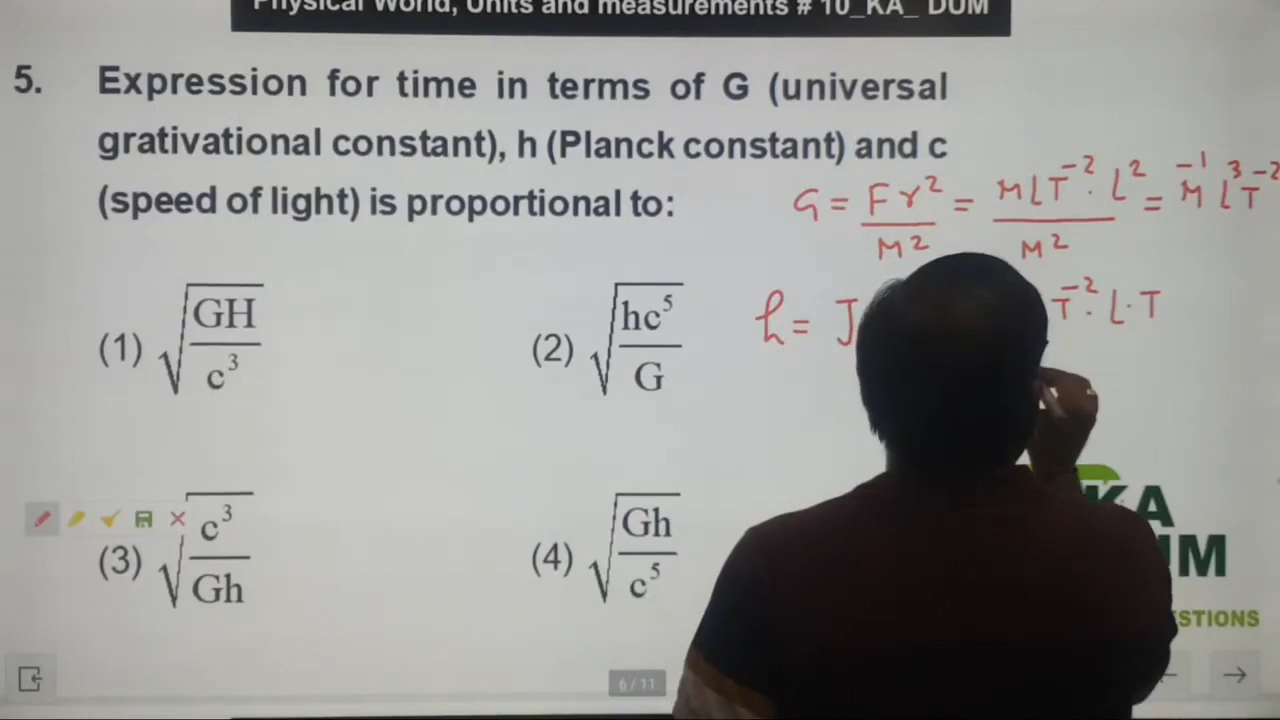 Physical World, Units and measurements # 10_KA_ DUM
5. Expression for time in terms of G (universal
grativational constant), h (Planck constant) and c
(speed of light) is proportional to:
G = Fr² / M² = MLT⁻². L² / M² = M⁻¹ L³ T⁻²
h = J
T⁻². L.T
(1) √(GH / c³)
(2) √(hc⁵ / G)
(3) √(c³ / Gh)
(4) √(Gh / c⁵)
KA
UM
STIONS
6 / 11